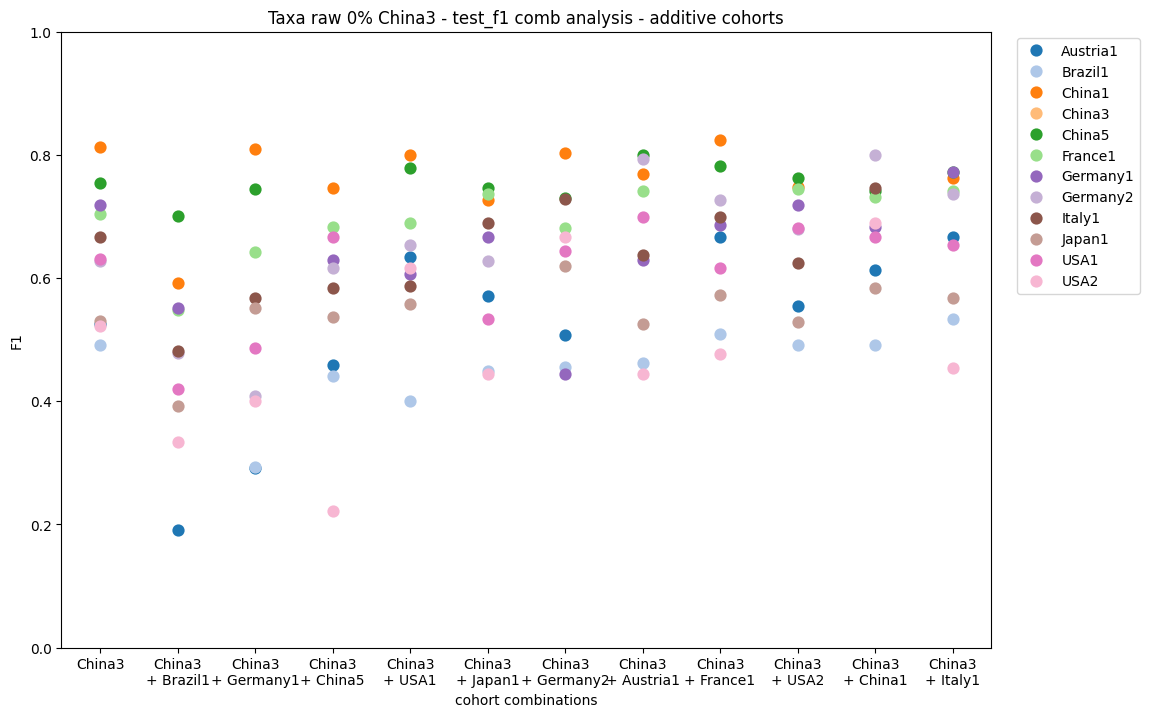 Taxa raw 0% China3 - test_f1 comb analysis - additive cohorts
1.0
0.8
0.6
0.4
0.2
0.0
F1
China3
China3
+ Brazil1
China3
+ Germany1
China3
+ China5
China3
+ USA1
China3
+ Japan1
China3
+ Germany2
China3
+ Austria1
China3
+ France1
China3
+ USA2
China3
+ China1
China3
+ Italy1
cohort combinations
Austria1
Brazil1
China1
China3
China5
France1
Germany1
Germany2
Italy1
Japan1
USA1
USA2